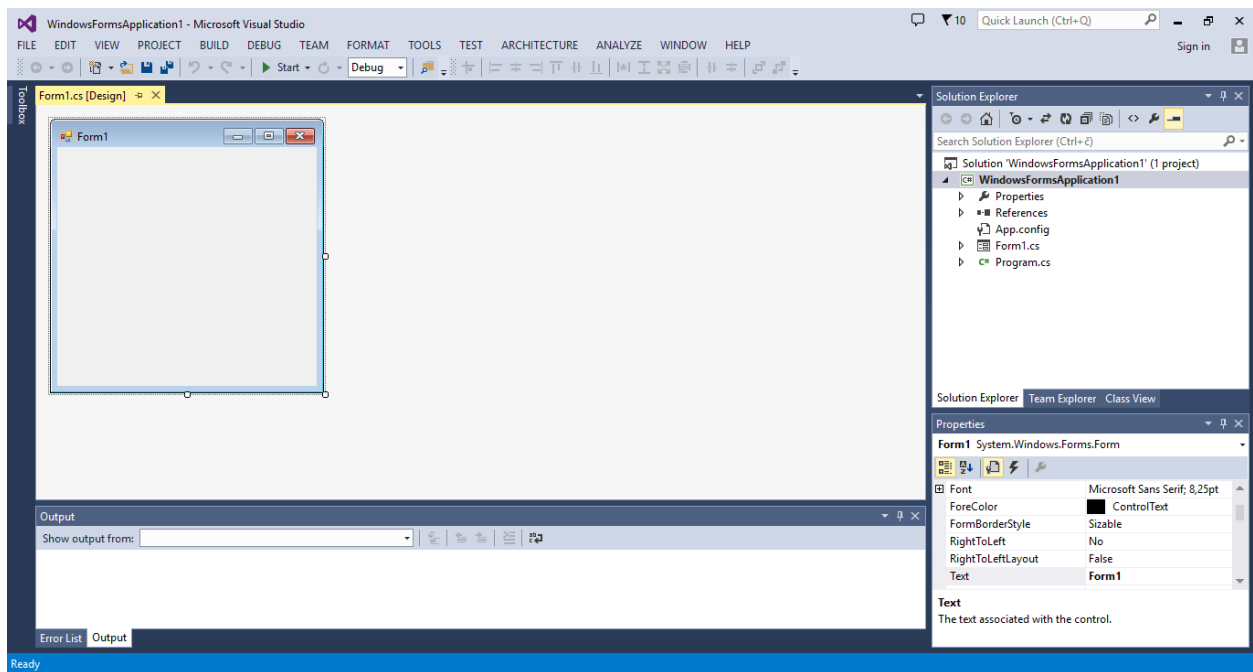 WindowsFormsApplication1 - Microsoft Visual Studio
10
Quick Launch (Ctrl+Q)
FILE EDIT VIEW PROJECT BUILD DEBUG TEAM FORMAT TOOLS TEST ARCHITECTURE ANALYZE WINDOW HELP
Sign in
Start
Debug
Toolbox
Form1.cs [Design]
Form1
Solution Explorer
Search Solution Explorer (Ctrl+č)
Solution 'WindowsFormsApplication1' (1 project)
C# WindowsFormsApplication1
Properties
References
App.config
Form1.cs
C# Program.cs
Solution Explorer Team Explorer Class View
Properties
Form1 System.Windows.Forms.Form
Font Microsoft Sans Serif; 8,25pt
ForeColor ControlText
FormBorderStyle Sizable
RightToLeft No
RightToLeftLayout False
Text Form1
Text
The text associated with the control.
Output
Show output from:
Error List Output
Ready